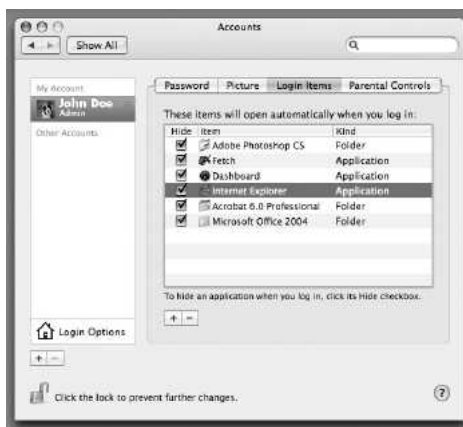 Accounts
Show All
My Account
John Doe
Admin
Other Accounts
Login Options
Password Picture Login Items Parental Controls
These items will open automatically when you log in:
Hide Item Kind
Adobe Photoshop CS Folder
Fetch Application
Dashboard Application
Internet Explorer Application
Acrobat 6.0 Professional Folder
Microsoft Office 2004 Folder
To hide an application when you log in, click its Hide checkbox.
+ -
+ -
Click the lock to prevent further changes.
?